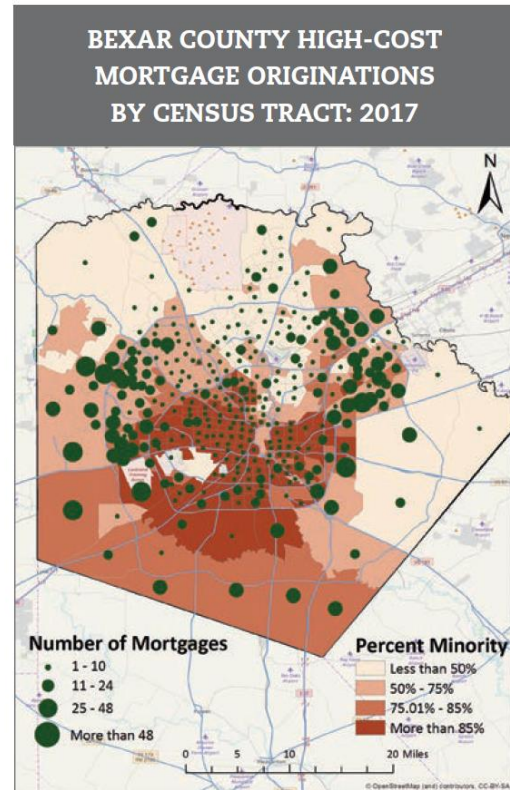 BEXAR COUNTY HIGH-COST
MORTGAGE ORIGINATIONS
BY CENSUS TRACT: 2017
N
Number of Mortgages
1 - 10
11 - 24
25 - 48
More than 48
Percent Minority
Less than 50%
50% - 75%
75.01% - 85%
More than 85%
0 5 10 20 Miles
© OpenStreetMap (and) contributors, CC-BY-SA